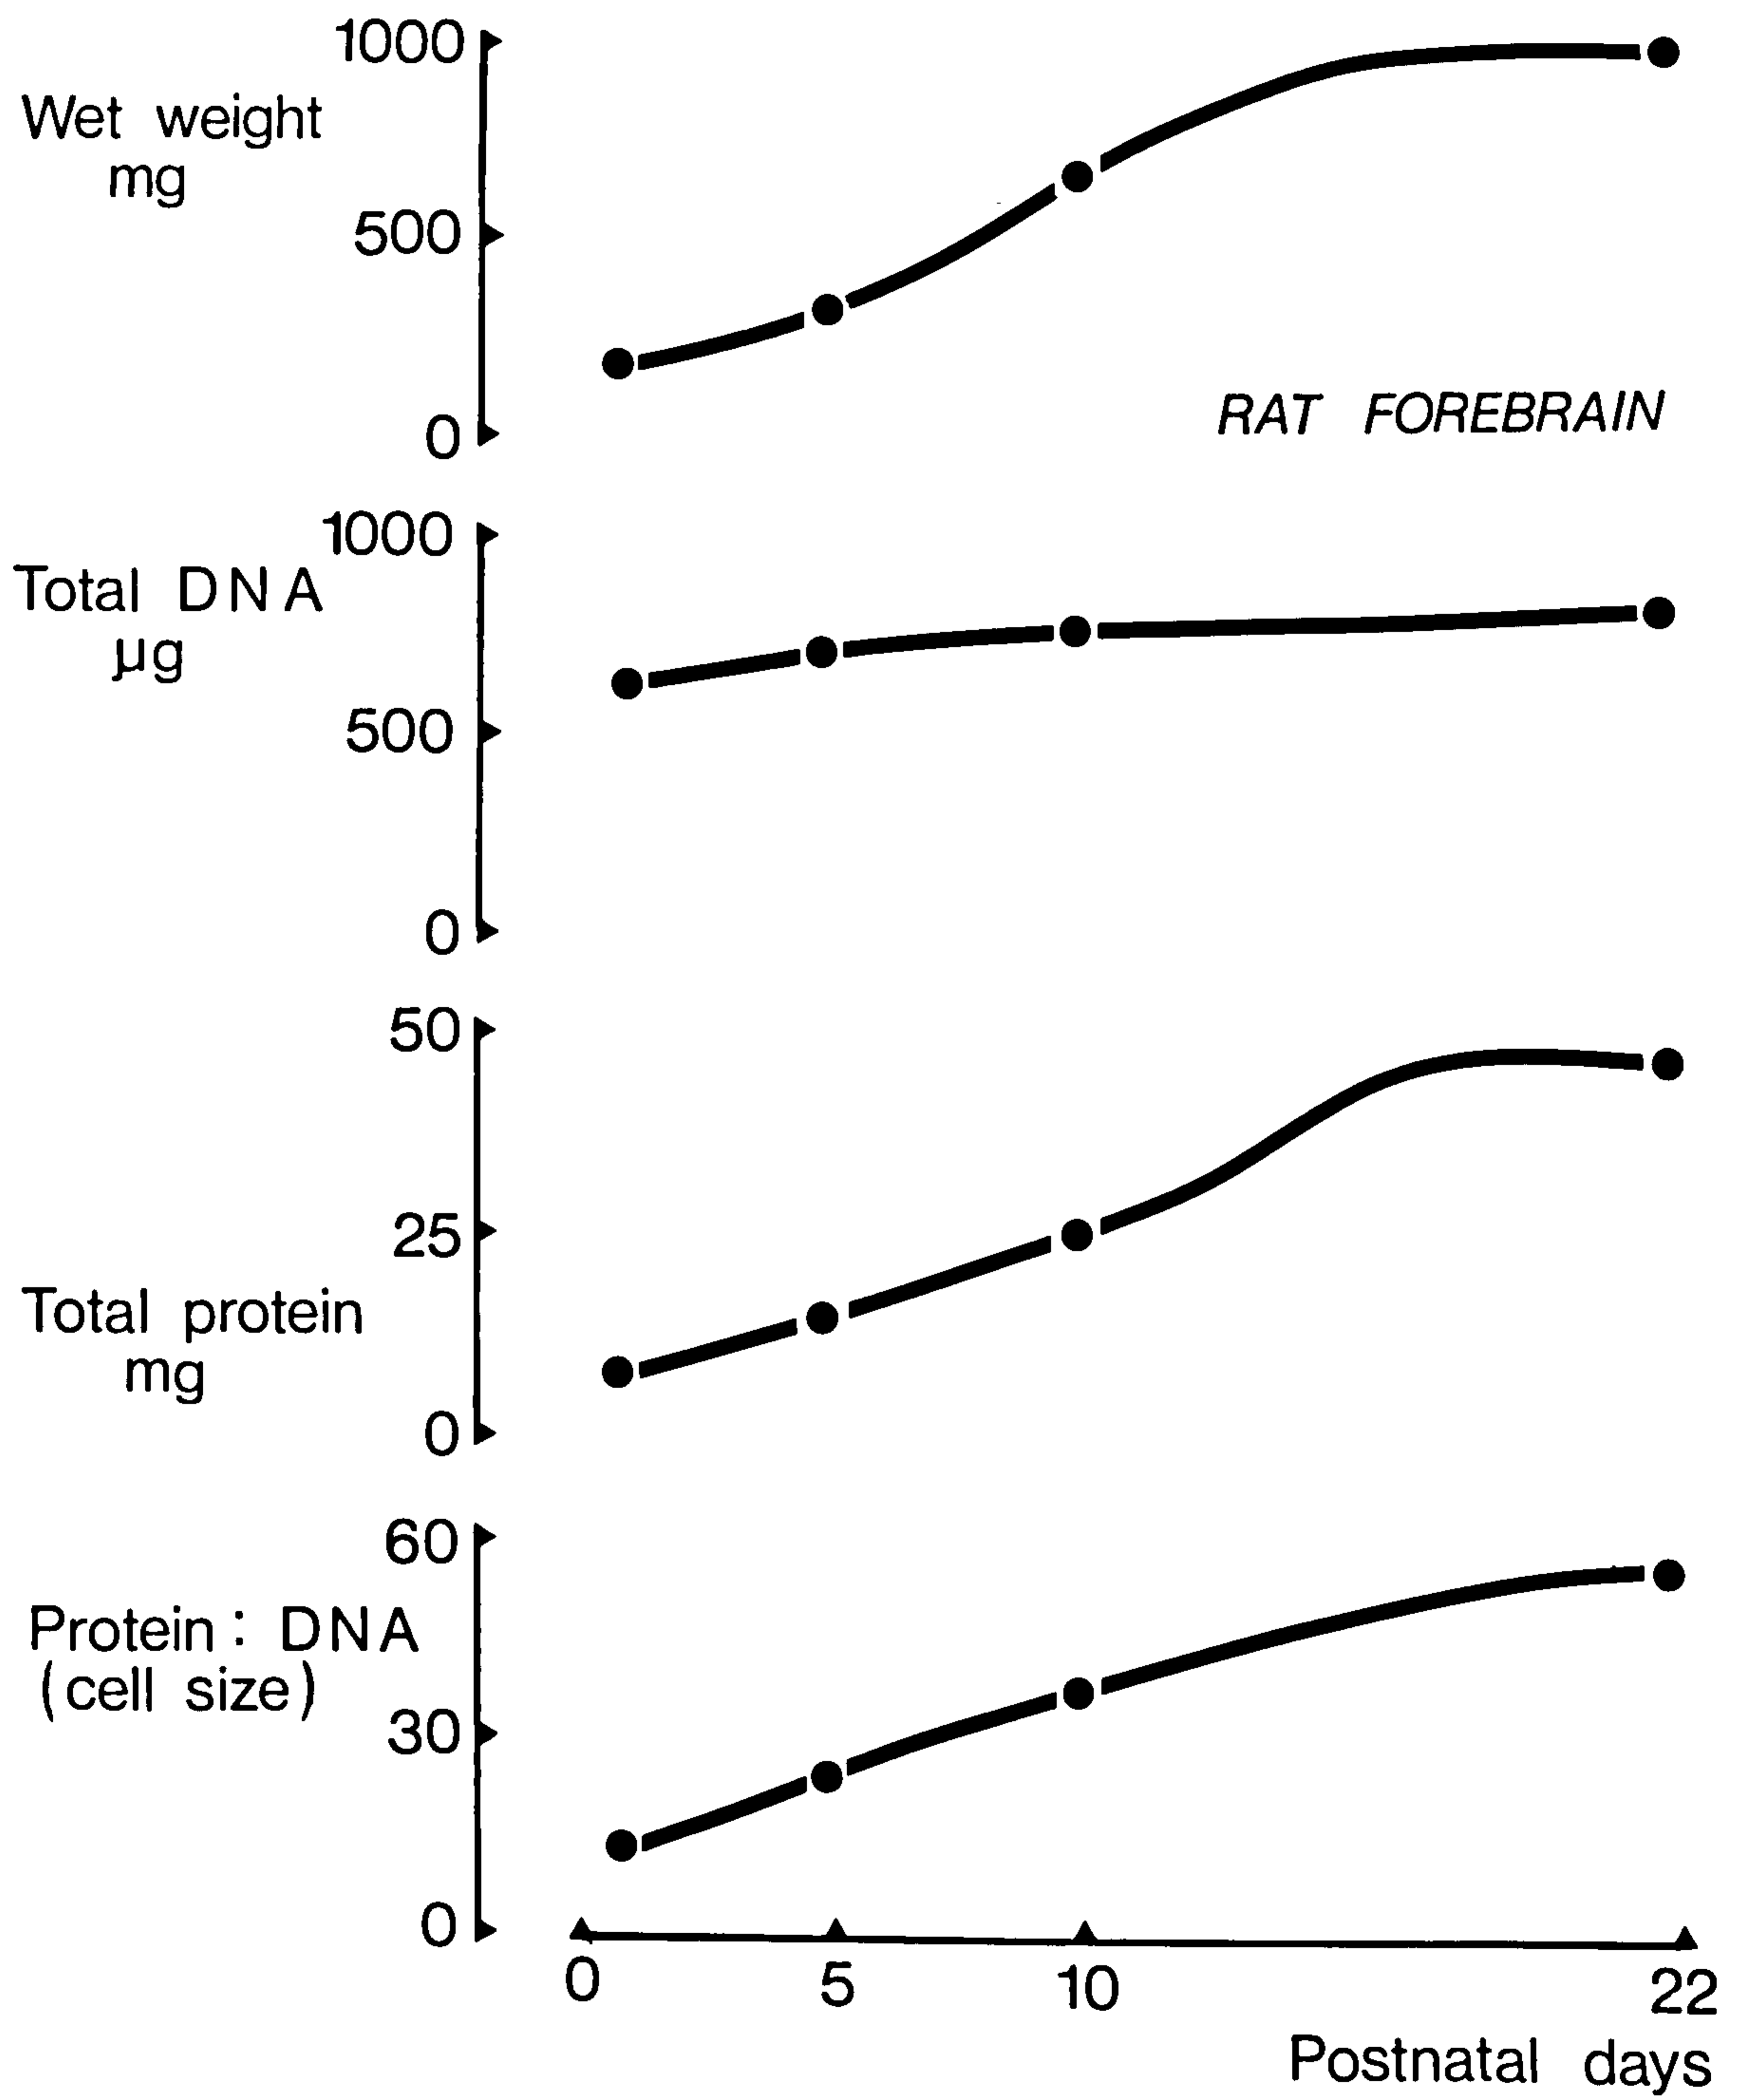 1000
Wet weight
mg
500
0
RAT FOREBRAIN
1000
Total DNA
µg
500
0
50
25
Total protein
mg
0
60
Protein : DNA
(cell size)
30
0
0 5 10 22
Postnatal days